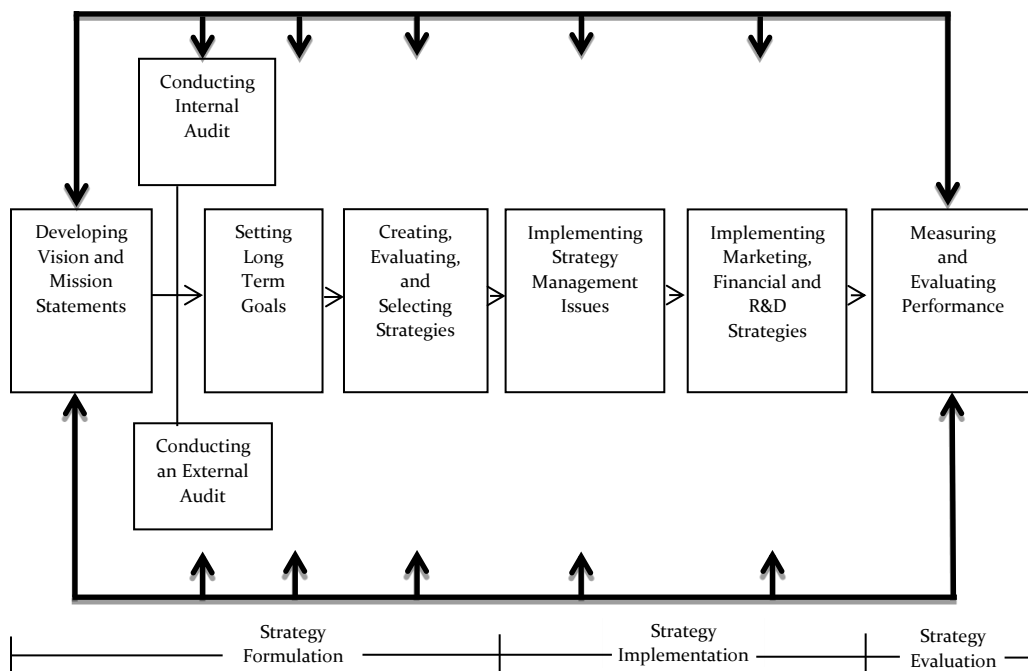 Conducting
Internal
Audit
Developing
Vision and
Mission
Statements
Setting
Long
Term
Goals
Creating,
Evaluating,
and
Selecting
Strategies
Implementing
Strategy
Management
Issues
Implementing
Marketing,
Financial and
R&D
Strategies
Measuring
and
Evaluating
Performance
Conducting
an External
Audit
Strategy
Formulation
Strategy
Implementation
Strategy
Evaluation